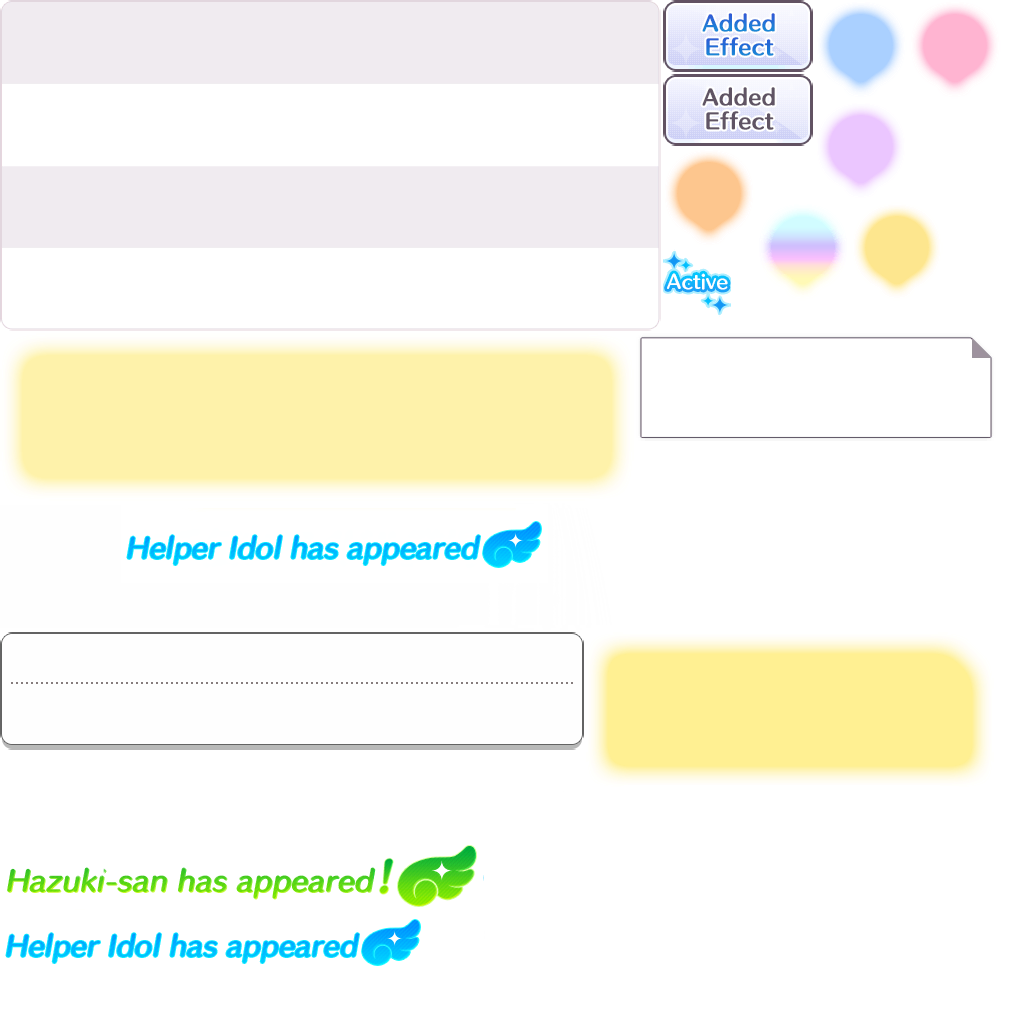 Added
Effect
Added
Effect
Active
Helper Idol has appeared
Hazuki-san has appeared!
Helper Idol has appeared